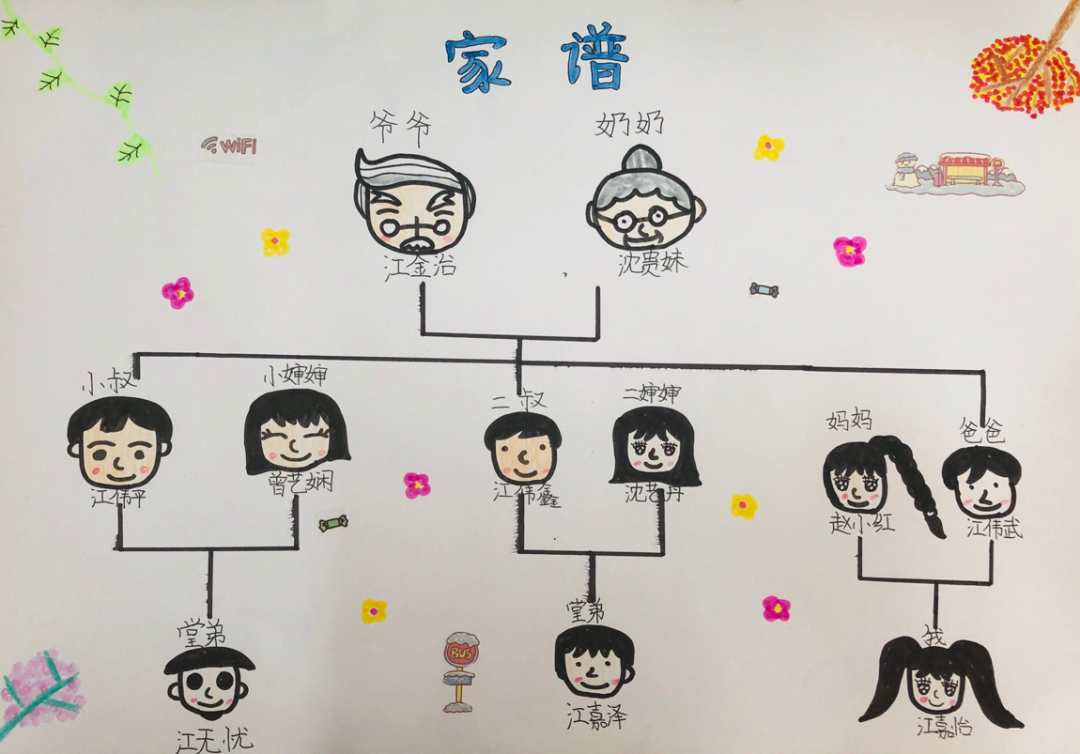 家 谱
爷爷 奶奶
WiFi
江金治 沈贵妹
小叔 小婶婶 二叔 二婶婶 妈妈 爸爸
江伟平 曾艺娴 江伟鑫 沈艺丹 赵小红 江伟武
堂弟 堂弟 我
BUS
江无忧 江嘉泽 江嘉怡